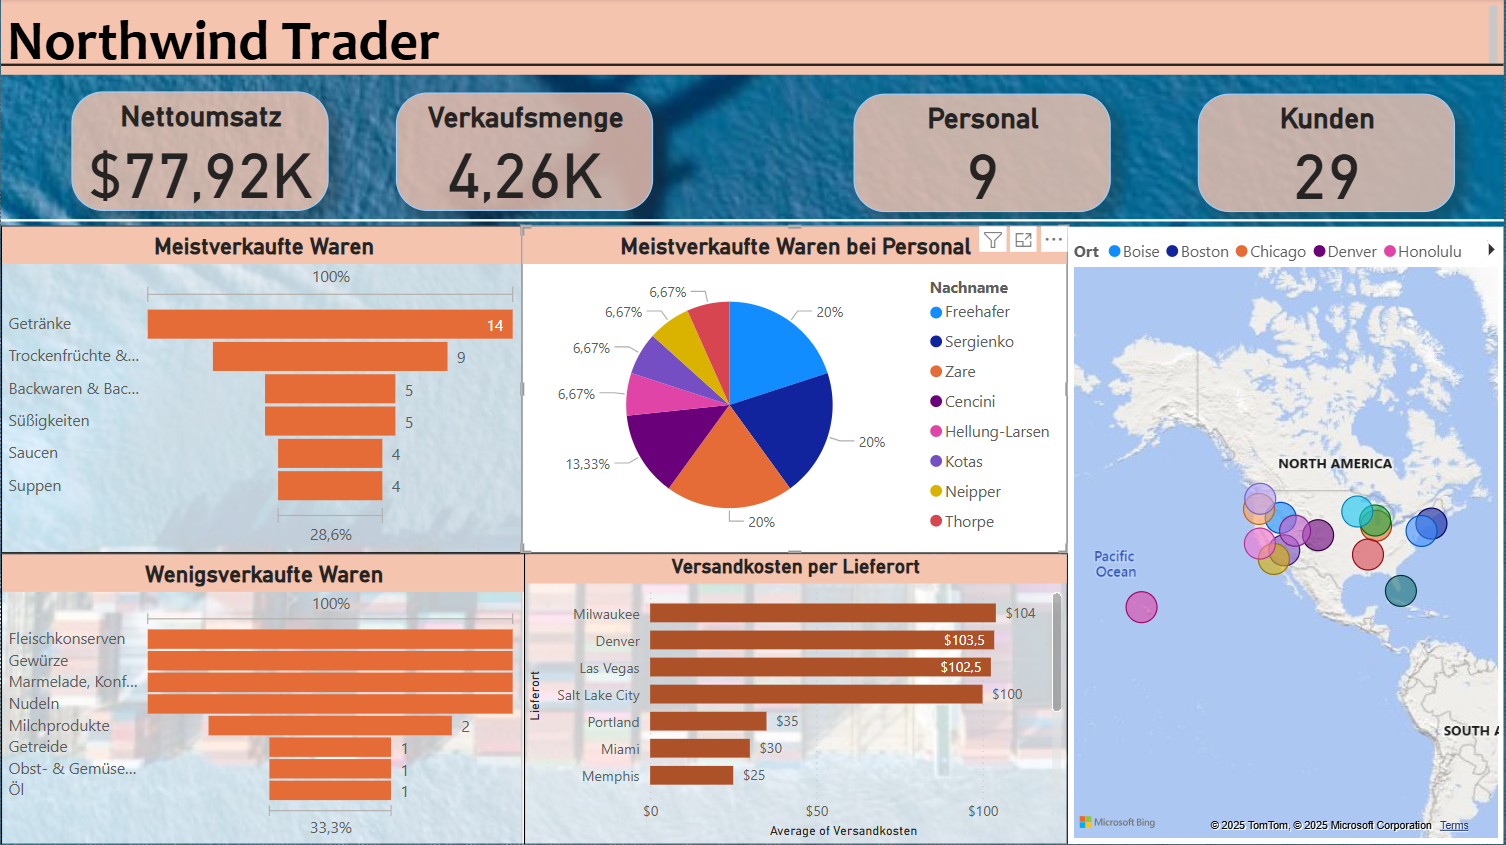 Northwind Trader
Nettoumsatz
$77,92K
Verkaufsmenge
4,26K
Personal
9
Kunden
29
Meistverkaufte Waren
100%
Getränke
14
Trockenfrüchte &...
9
Backwaren & Bac...
5
Süßigkeiten
5
Saucen
4
Suppen
4
28,6%
Meistverkaufte Waren bei Personal
6,67%
6,67%
6,67%
6,67%
13,33%
20%
20%
20%
Nachname
Freehafer
Sergienko
Zare
Cencini
Hellung-Larsen
Kotas
Neipper
Thorpe
Ort Boise Boston Chicago Denver Honolulu
NORTH AMERICA
Pacific
Ocean
SOUTH A
Microsoft Bing
© 2025 TomTom, © 2025 Microsoft Corporation Terms
Wenigsverkaufte Waren
100%
Fleischkonserven
Gewürze
Marmelade, Konf...
Nudeln
Milchprodukte
2
Getreide
1
Obst- & Gemüse...
1
Öl
1
33,3%
Versandkosten per Lieferort
Lieferort
Milwaukee
$104
Denver
$103,5
Las Vegas
$102,5
Salt Lake City
$100
Portland
$35
Miami
$30
Memphis
$25
$0
$50
$100
Average of Versandkosten